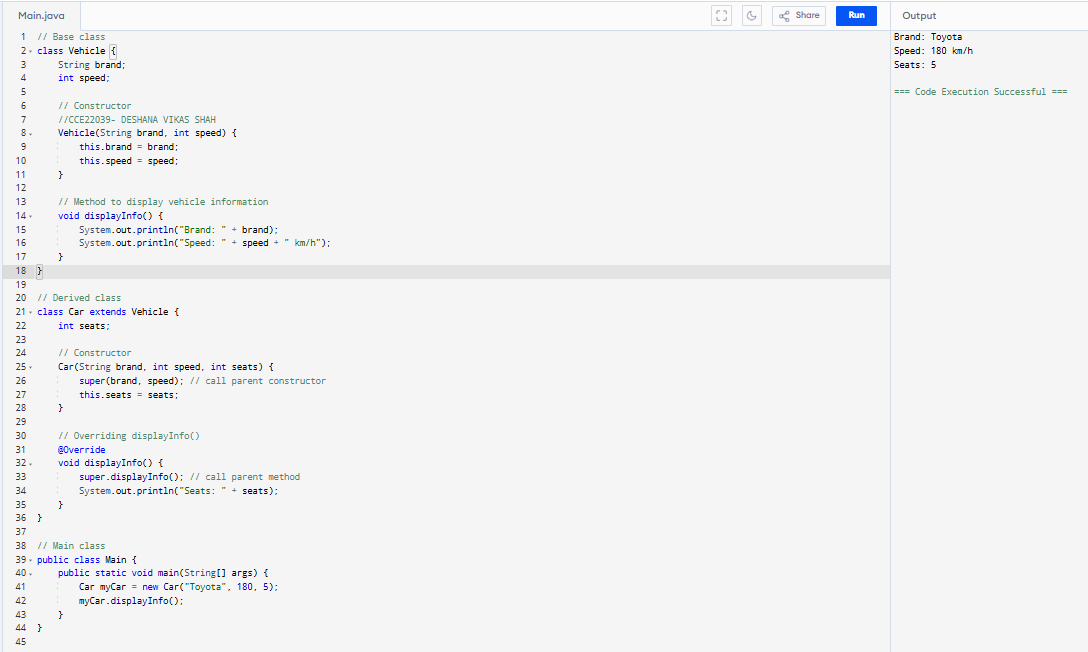 Main.java
Share
Run
Output
1 // Base class
2 class Vehicle {
3     String brand;
4     int speed;
5
6     // Constructor
7     //CCE22039- DESHANA VIKAS SHAH
8     Vehicle(String brand, int speed) {
9         this.brand = brand;
10         this.speed = speed;
11     }
12
13     // Method to display vehicle information
14     void displayInfo() {
15         System.out.println("Brand: " + brand);
16         System.out.println("Speed: " + speed + " km/h");
17     }
18 }
19
20 // Derived class
21 class Car extends Vehicle {
22     int seats;
23
24     // Constructor
25     Car(String brand, int speed, int seats) {
26         super(brand, speed); // call parent constructor
27         this.seats = seats;
28     }
29
30     // Overriding displayInfo()
31     @Override
32     void displayInfo() {
33         super.displayInfo(); // call parent method
34         System.out.println("Seats: " + seats);
35     }
36 }
37
38 // Main class
39 public class Main {
40     public static void main(String[] args) {
41         Car myCar = new Car("Toyota", 180, 5);
42         myCar.displayInfo();
43     }
44 }
45
Brand: Toyota
Speed: 180 km/h
Seats: 5
=== Code Execution Successful ===